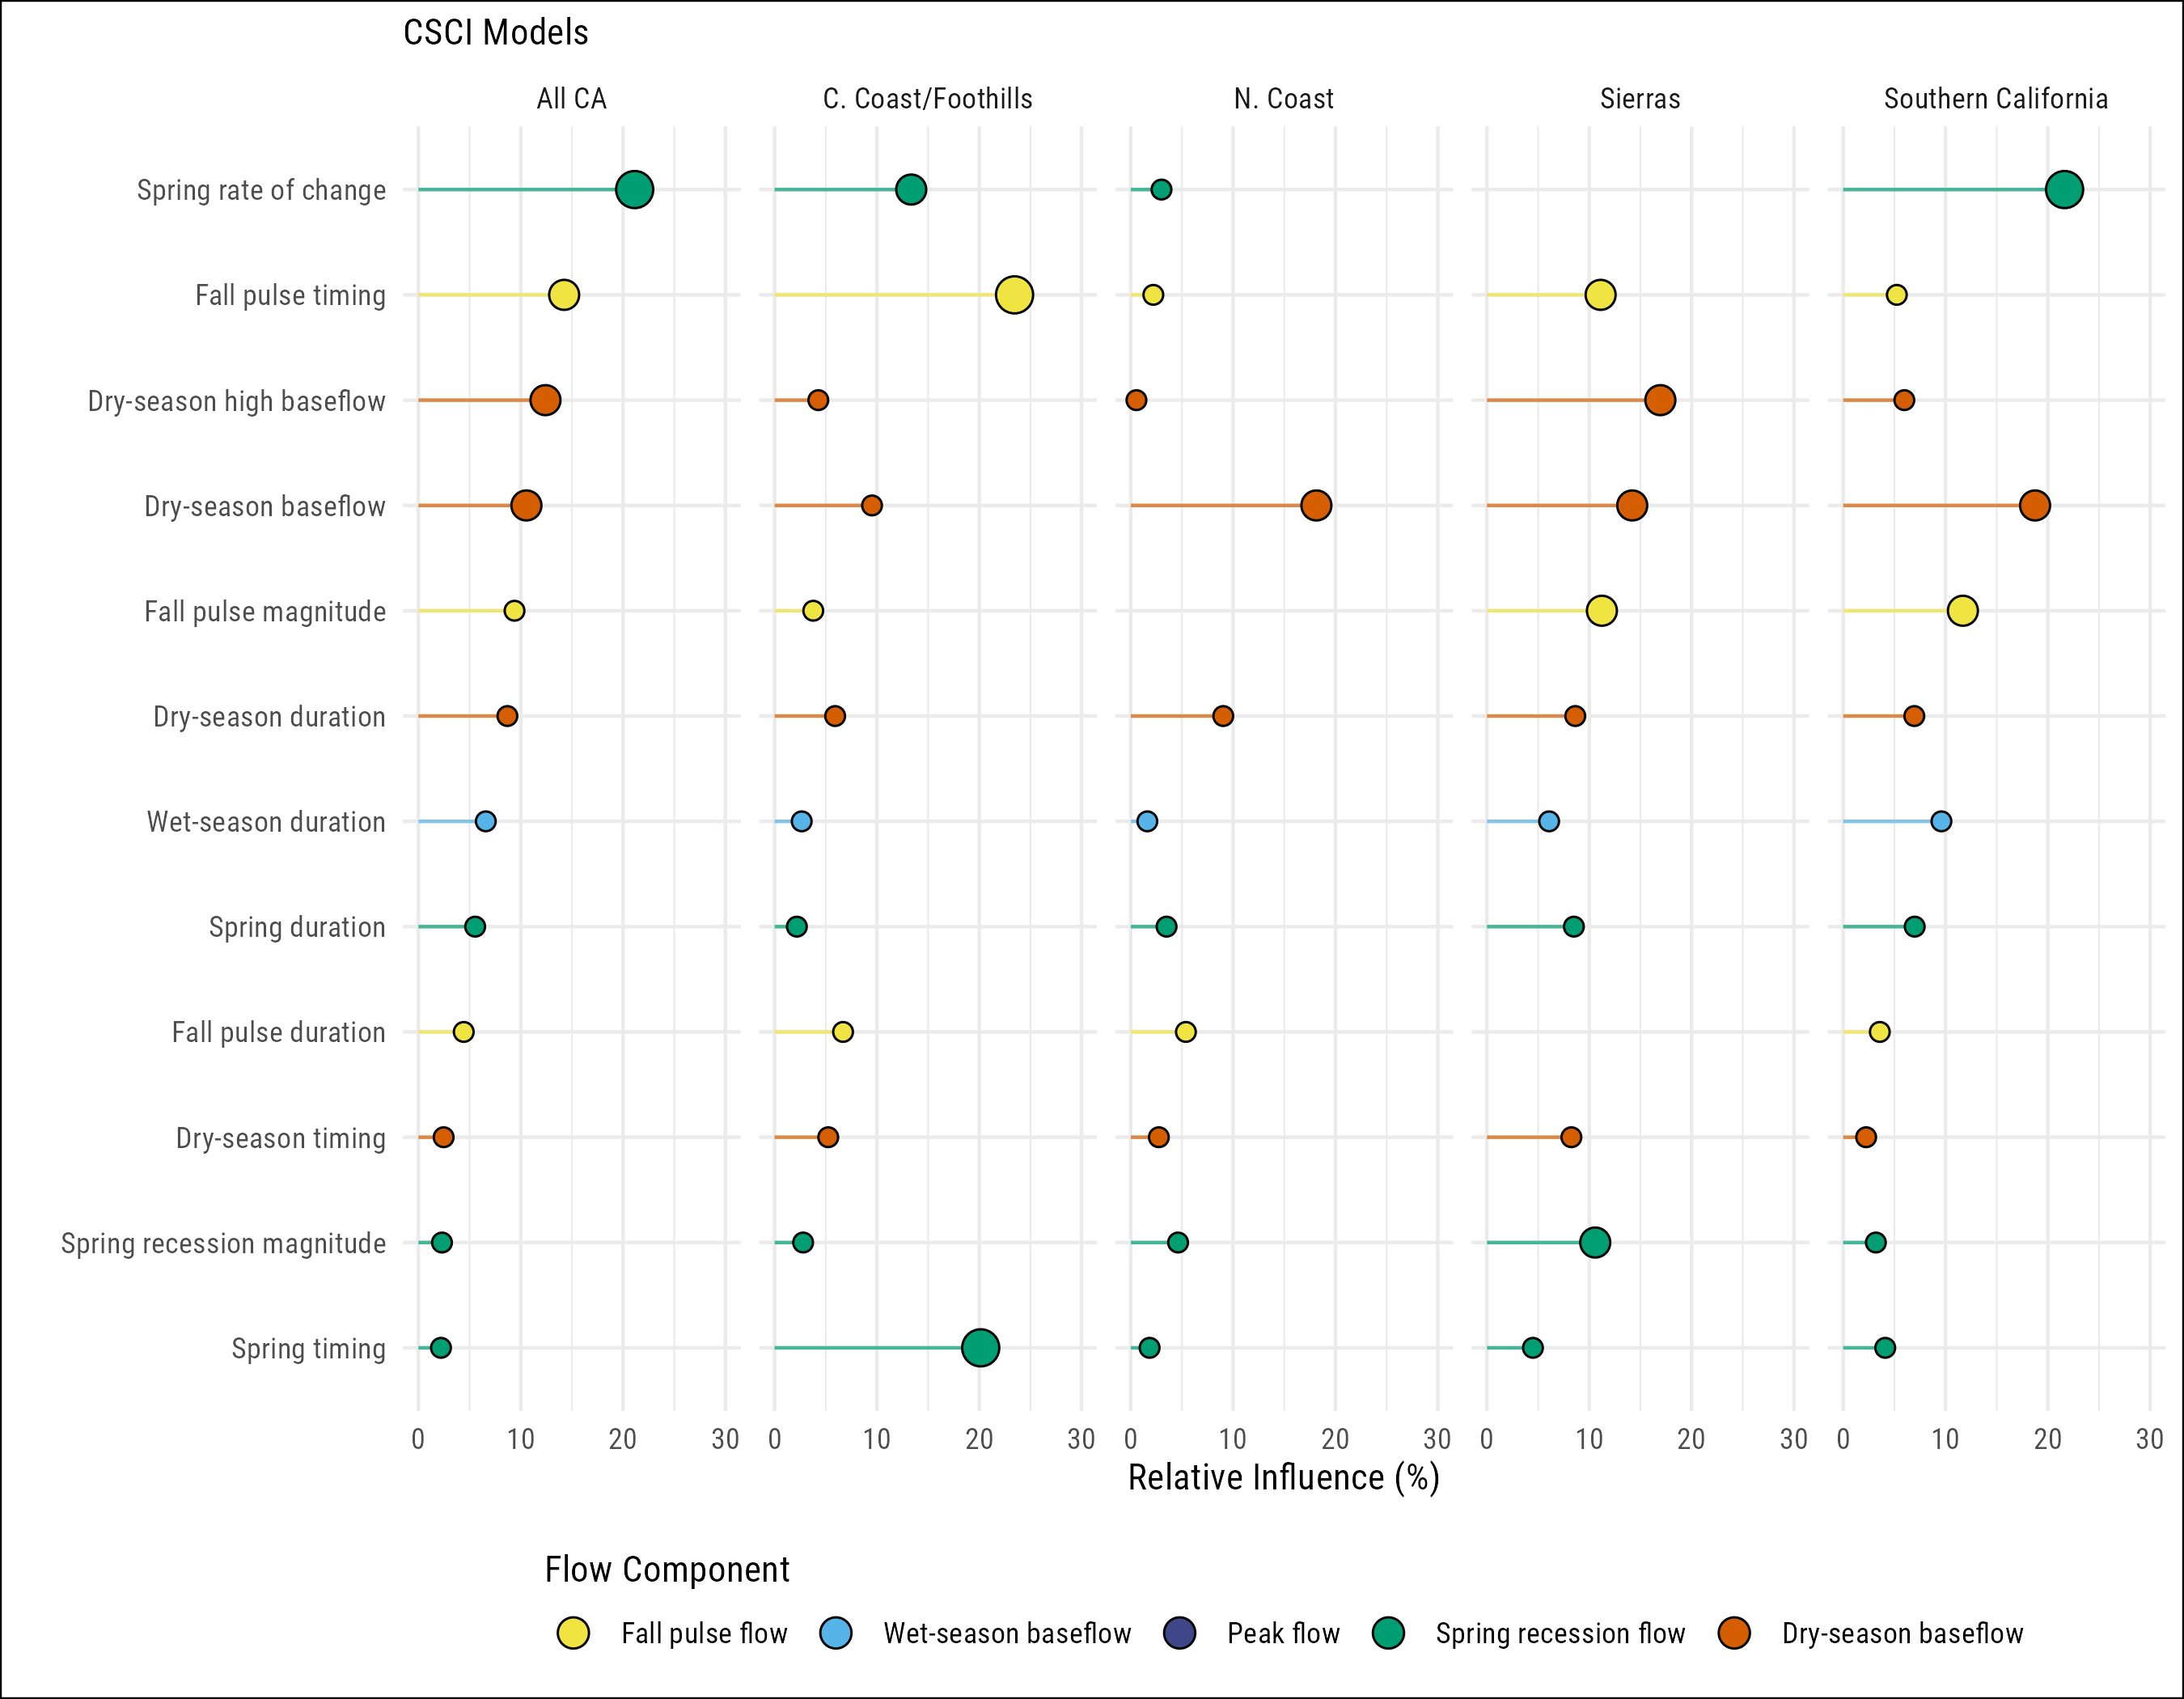 CSCI Models
All CA
C. Coast/Foothills
N. Coast
Sierras
Southern California
Spring rate of change
Fall pulse timing
Dry-season high baseflow
Dry-season baseflow
Fall pulse magnitude
Dry-season duration
Wet-season duration
Spring duration
Fall pulse duration
Dry-season timing
Spring recession magnitude
Spring timing
0 10 20 30 0 10 20 30 0 10 20 30 0 10 20 30 0 10 20 30
Relative Influence (%)
Flow Component
Fall pulse flow
Wet-season baseflow
Peak flow
Spring recession flow
Dry-season baseflow